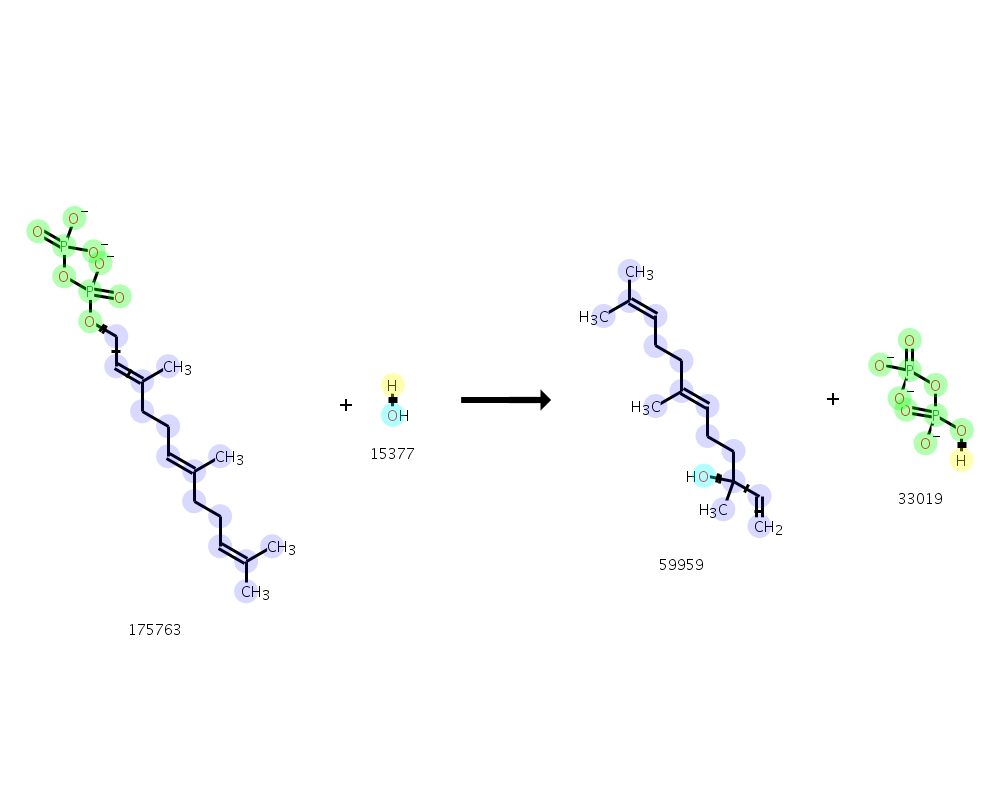 O⁻
O
P
O⁻
O⁻
O
P
O
O
CH₃
CH₃
CH₃
CH₃
175763
+
H
OH
15377
CH₃
H₃C
H₃C
HO
H₃C
CH₂
59959
+
O
O⁻
P
O
O⁻
O
P
O
O⁻
H
33019